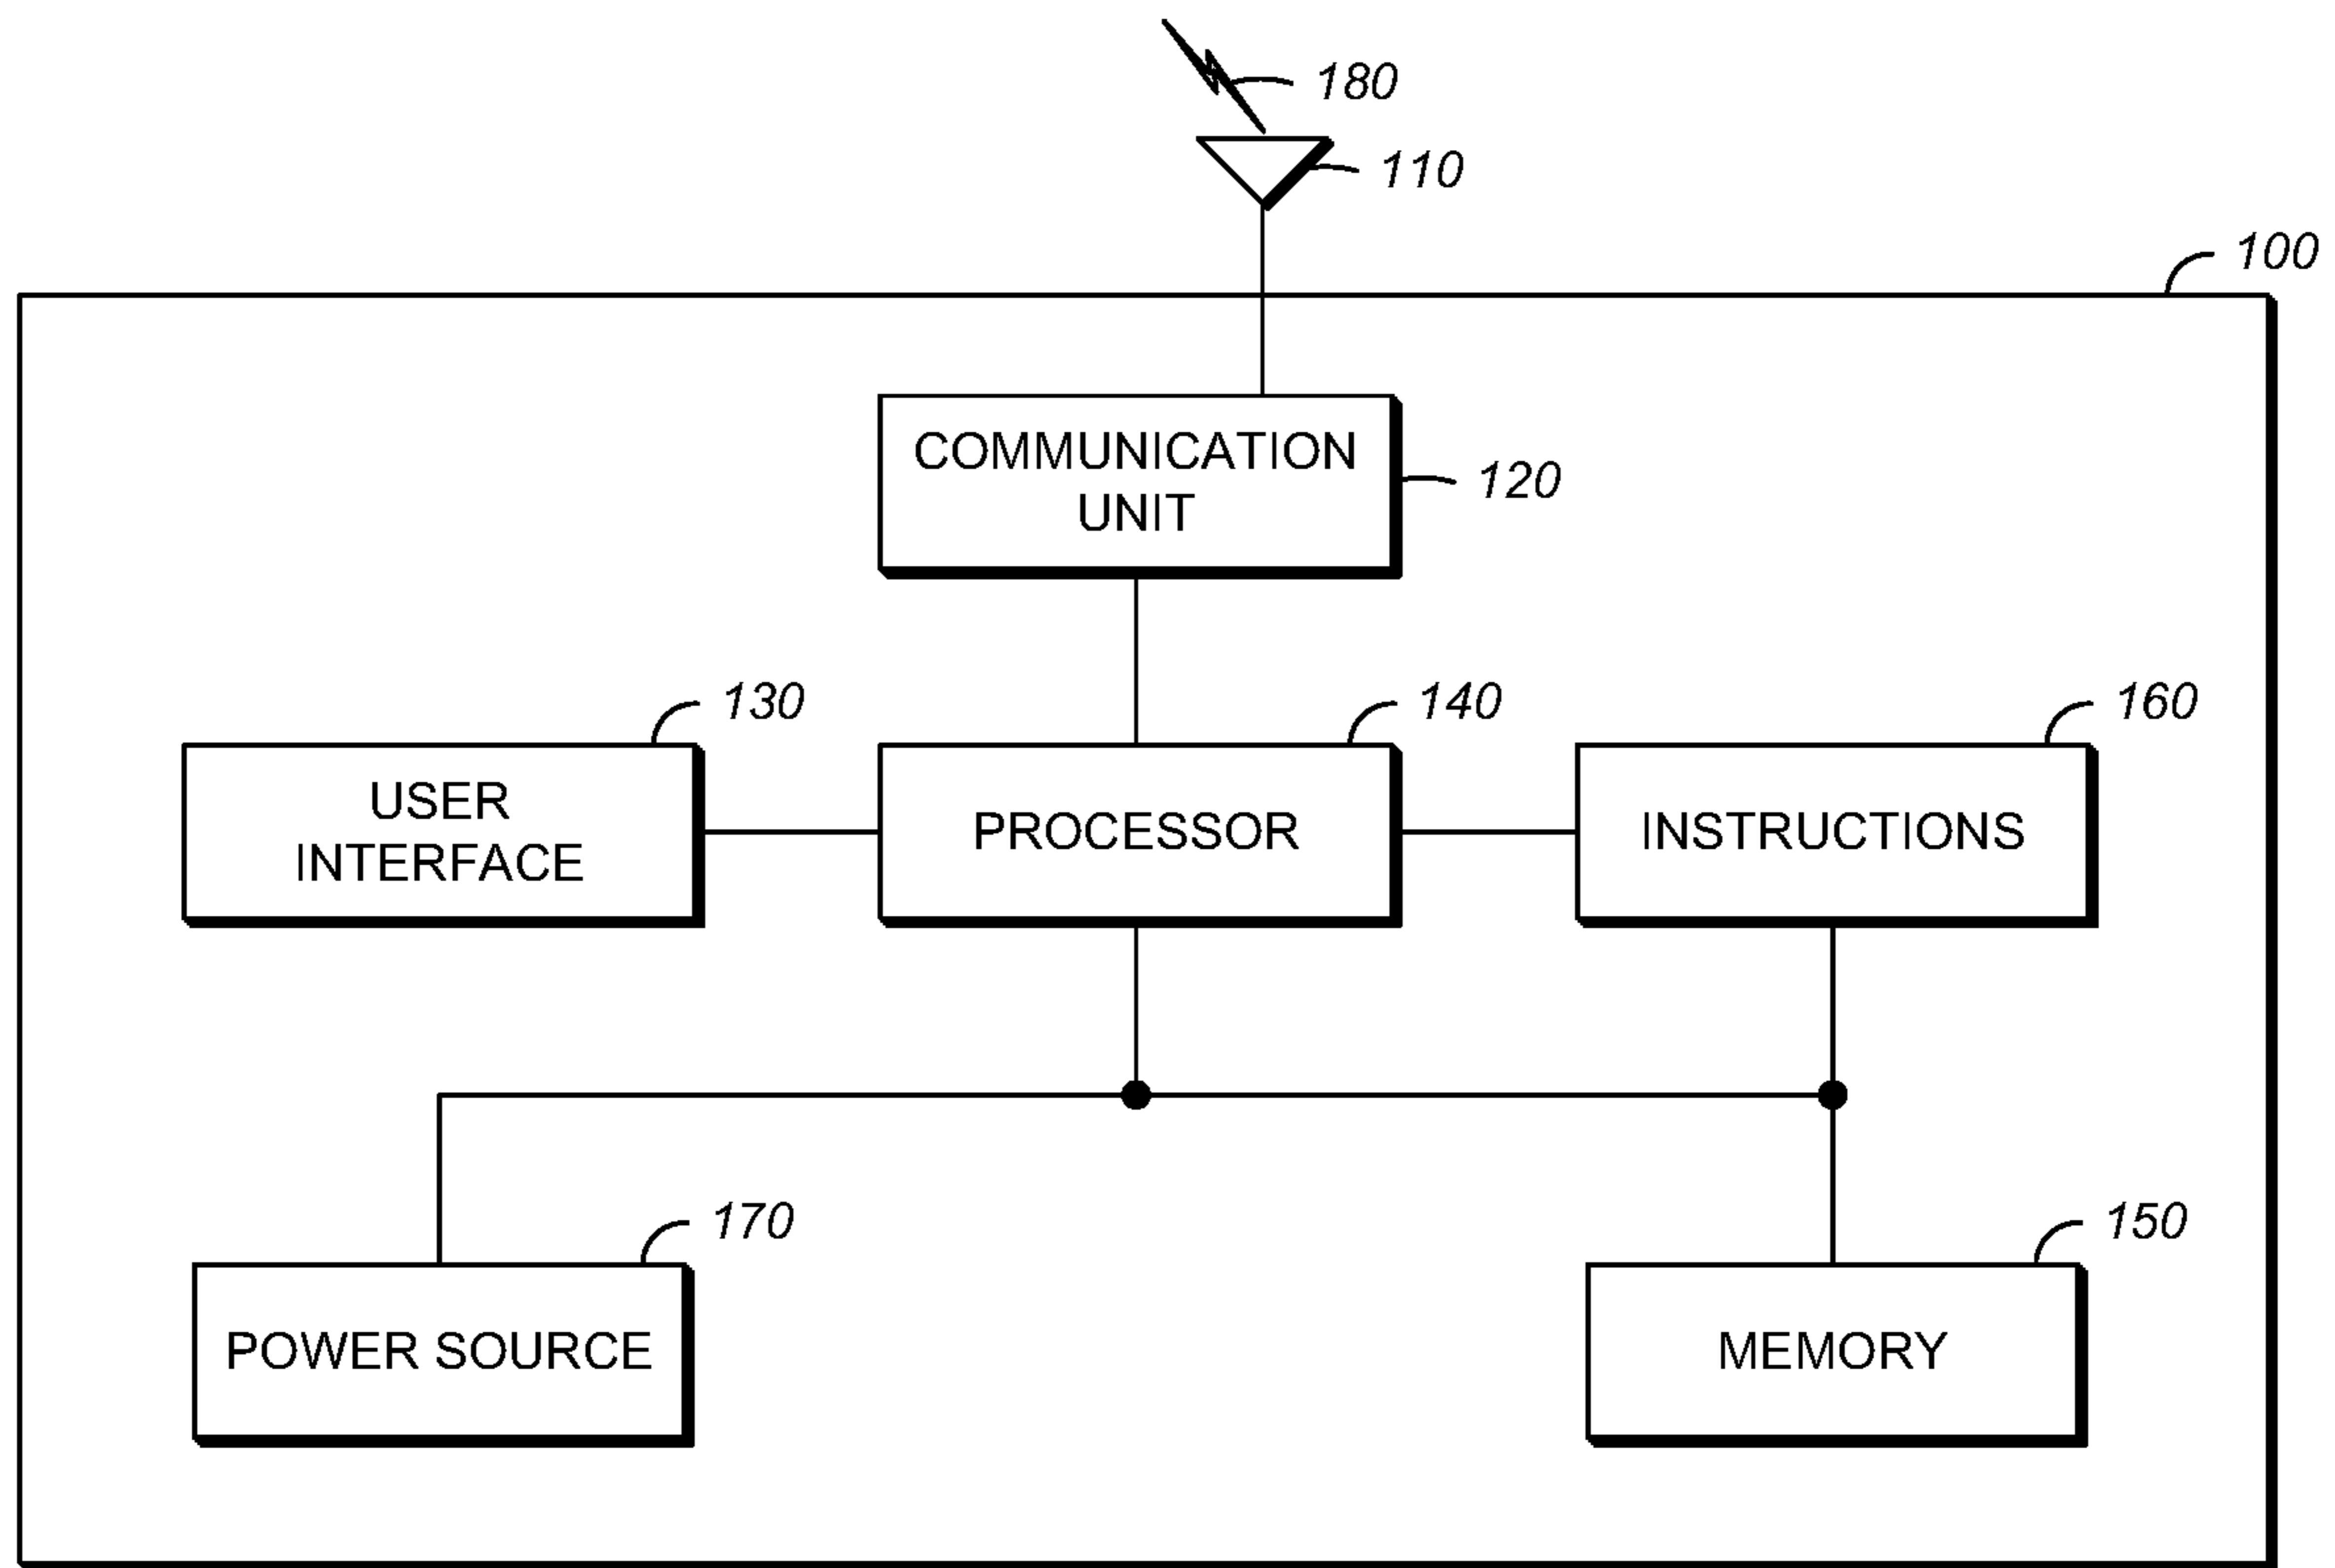 180
110
100
COMMUNICATION
UNIT
120
130
140
160
USER
INTERFACE
PROCESSOR
INSTRUCTIONS
170
150
POWER SOURCE
MEMORY